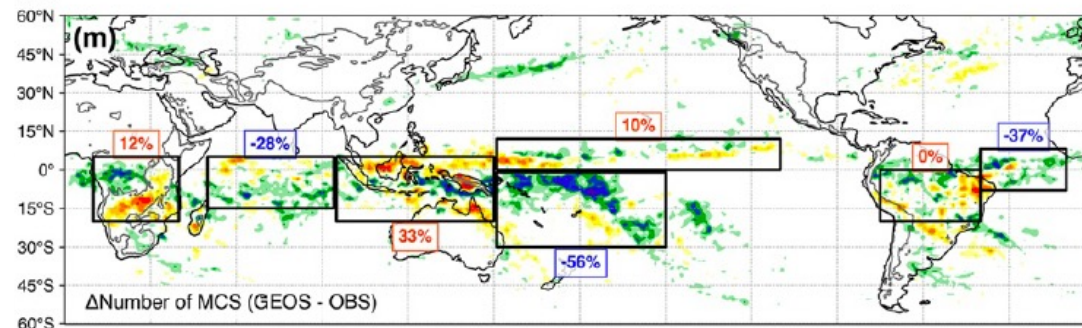 60°N
(m)
45°N
30°N
15°N
12%
-28%
10%
-37%
0°
0%
15°S
33%
30°S
-56%
45°S
ΔNumber of MCS (GEOS - OBS)
60°S